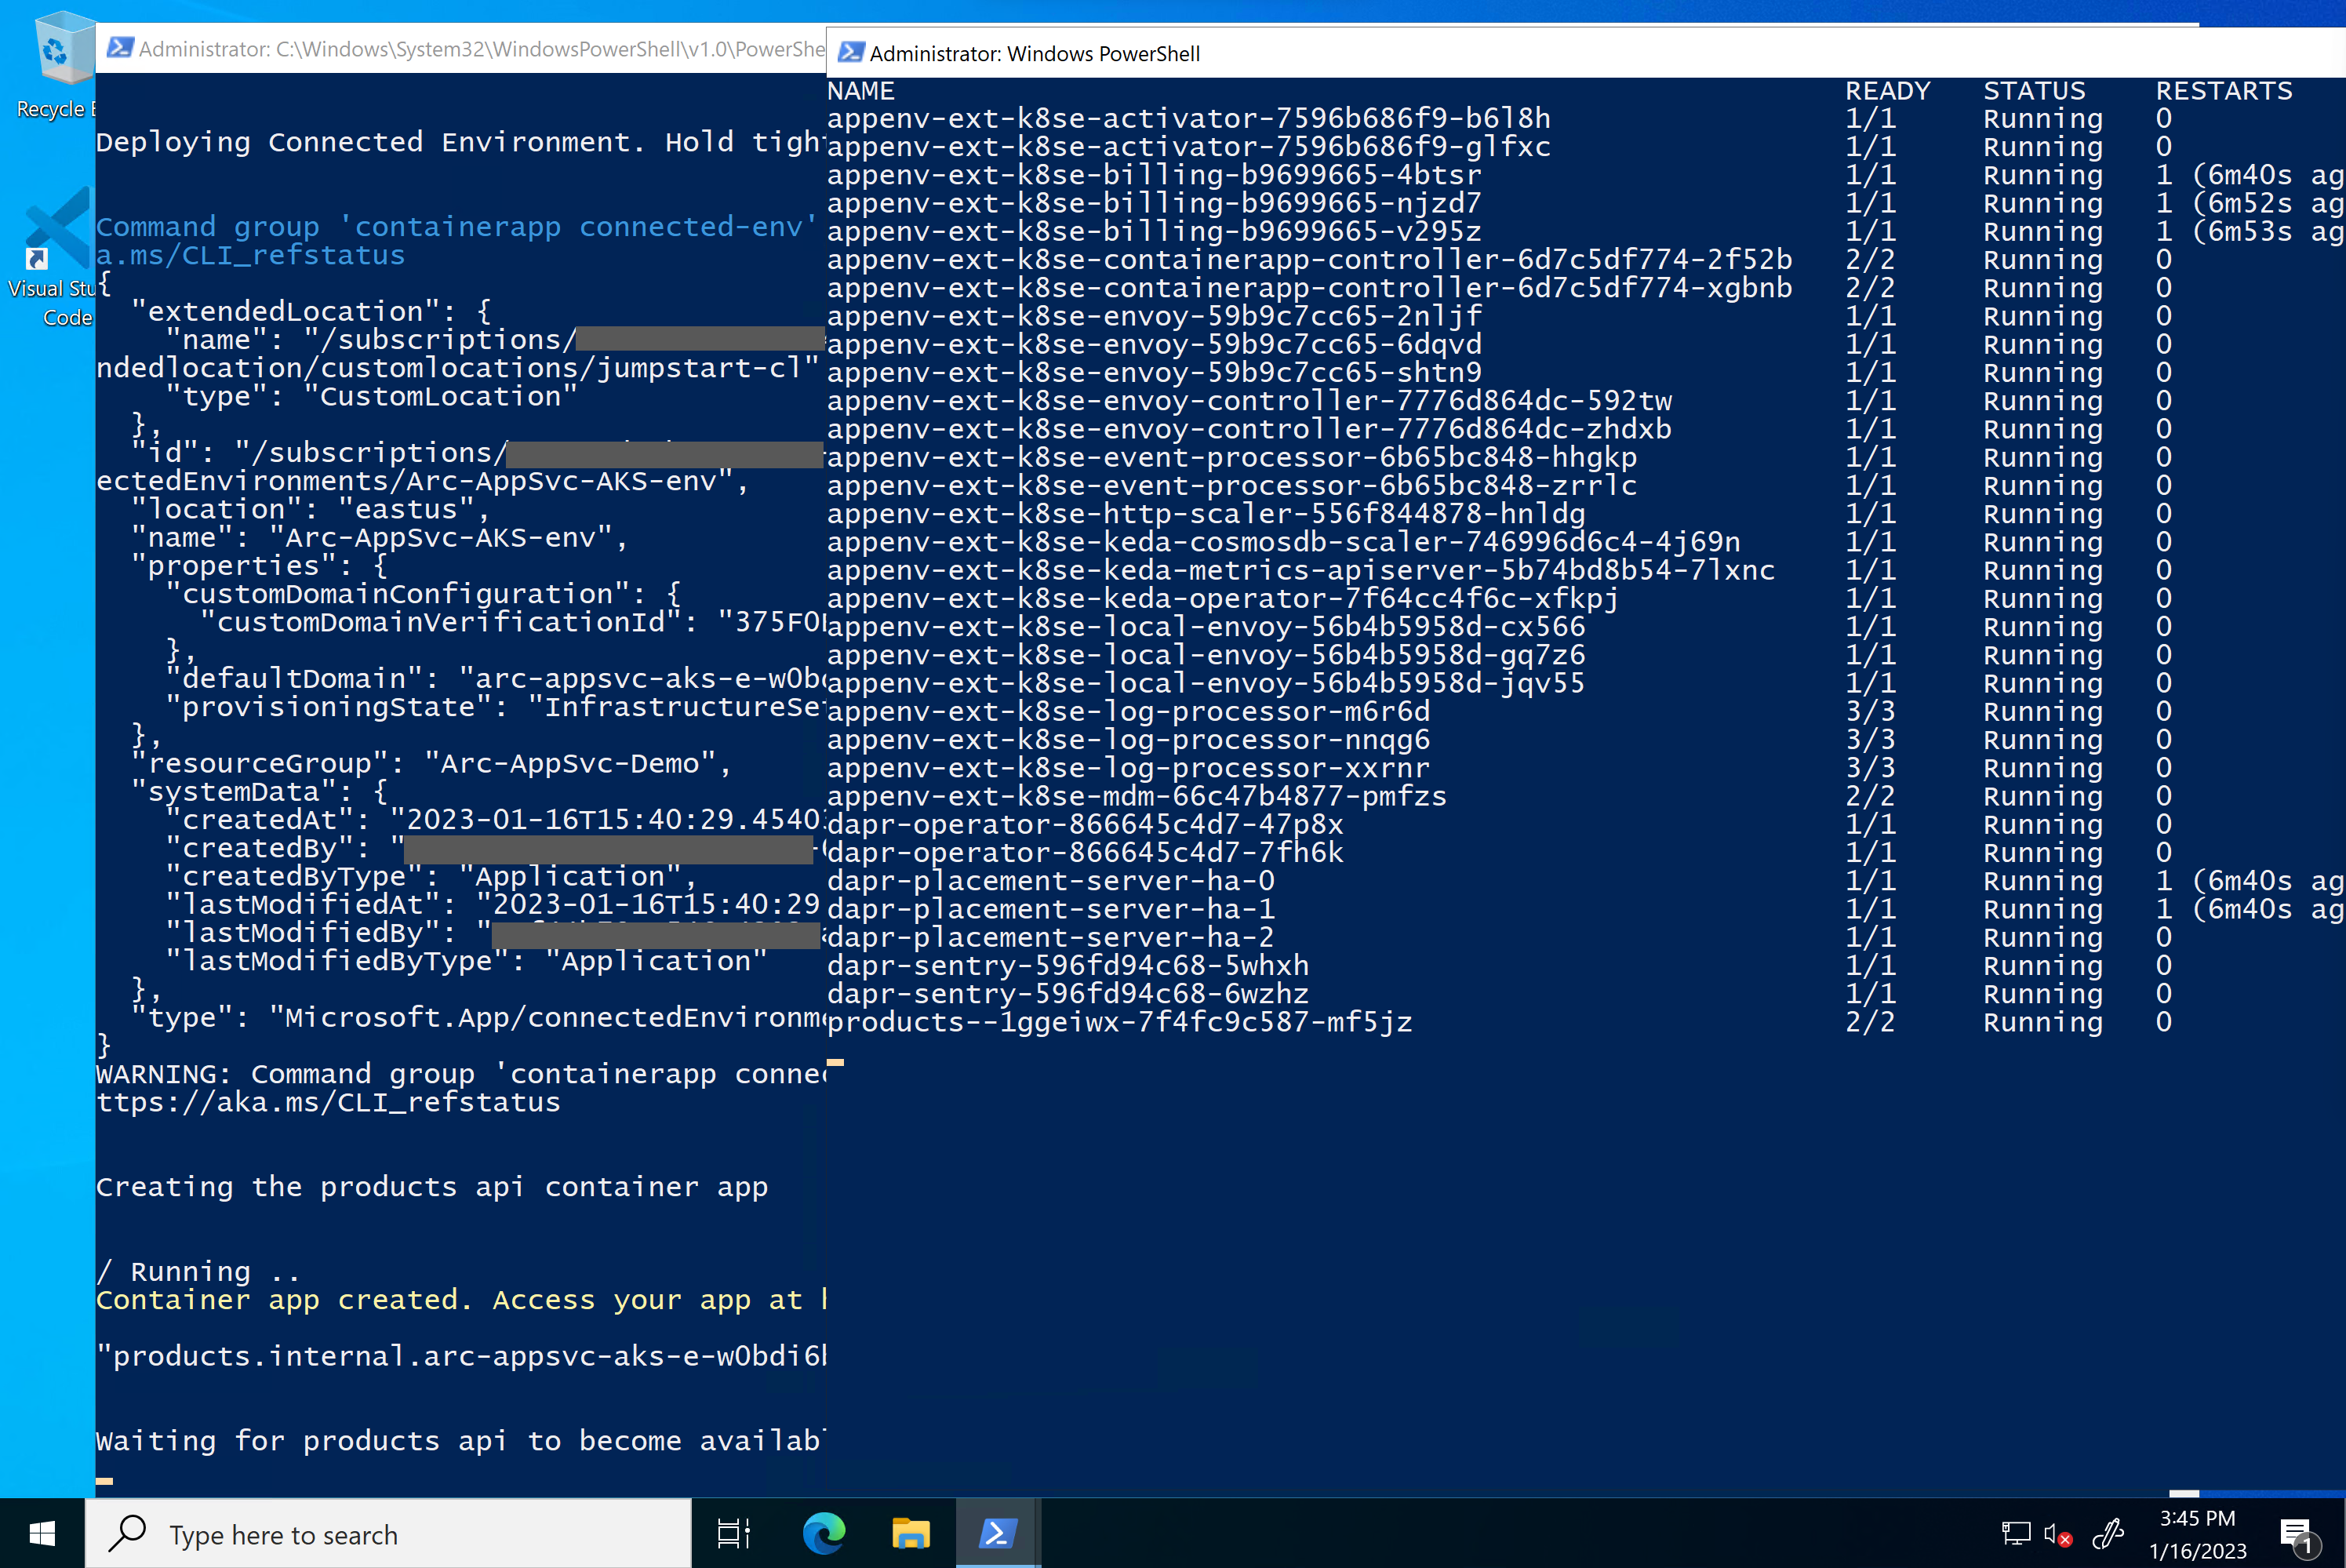 Recycle
Visual Stu
Code
Administrator: C:\Windows\System32\WindowsPowerShell\v1.0\PowerShe
Deploying Connected Environment. Hold tight
Command group 'containerapp connected-env'
a.ms/CLI_refstatus
{
"extendedLocation": {
"name": "/subscriptions/
ndedlocation/customlocations/jumpstart-cl"
"type": "CustomLocation"
},
"id": "/subscriptions/
ectedEnvironments/Arc-AppSvc-AKS-env",
"location": "eastus",
"name": "Arc-AppSvc-AKS-env",
"properties": {
"customDomainConfiguration": {
"customDomainVerificationId": "375F0
},
"defaultDomain": "arc-appsvc-aks-e-w0bd
"provisioningState": "InfrastructureSet
},
"resourceGroup": "Arc-AppSvc-Demo",
"systemData": {
"createdAt": "2023-01-16T15:40:29.45403
"createdBy": "
"createdByType": "Application",
"lastModifiedAt": "2023-01-16T15:40:29
"lastModifiedBy": "
"lastModifiedByType": "Application"
},
"type": "Microsoft.App/connectedEnvironme
}
WARNING: Command group 'containerapp connec
ttps://aka.ms/CLI_refstatus
Creating the products api container app
/ Running ..
Container app created. Access your app at h
"products.internal.arc-appsvc-aks-e-w0bdi6b
Waiting for products api to become availabl
Administrator: Windows PowerShell
NAME READY STATUS RESTARTS
appenv-ext-k8se-activator-7596b686f9-b6l8h 1/1 Running 0
appenv-ext-k8se-activator-7596b686f9-glfxc 1/1 Running 0
appenv-ext-k8se-billing-b9699665-4btsr 1/1 Running 1 (6m40s ag
appenv-ext-k8se-billing-b9699665-njzd7 1/1 Running 1 (6m52s ag
appenv-ext-k8se-billing-b9699665-v295z 1/1 Running 1 (6m53s ag
appenv-ext-k8se-containerapp-controller-6d7c5df774-2f52b 2/2 Running 0
appenv-ext-k8se-containerapp-controller-6d7c5df774-xgbnb 2/2 Running 0
appenv-ext-k8se-envoy-59b9c7cc65-2nljf 1/1 Running 0
appenv-ext-k8se-envoy-59b9c7cc65-6dqvd 1/1 Running 0
appenv-ext-k8se-envoy-59b9c7cc65-shtn9 1/1 Running 0
appenv-ext-k8se-envoy-controller-7776d864dc-592tw 1/1 Running 0
appenv-ext-k8se-envoy-controller-7776d864dc-zhdxb 1/1 Running 0
appenv-ext-k8se-event-processor-6b65bc848-hhgkp 1/1 Running 0
appenv-ext-k8se-event-processor-6b65bc848-zrrlc 1/1 Running 0
appenv-ext-k8se-http-scaler-556f844878-hnldg 1/1 Running 0
appenv-ext-k8se-keda-cosmosdb-scaler-746996d6c4-4j69n 1/1 Running 0
appenv-ext-k8se-keda-metrics-apiserver-5b74bd8b54-7lxnc 1/1 Running 0
appenv-ext-k8se-keda-operator-7f64cc4f6c-xfkpj 1/1 Running 0
appenv-ext-k8se-local-envoy-56b4b5958d-cx566 1/1 Running 0
appenv-ext-k8se-local-envoy-56b4b5958d-gq7z6 1/1 Running 0
appenv-ext-k8se-local-envoy-56b4b5958d-jqv55 1/1 Running 0
appenv-ext-k8se-log-processor-m6r6d 3/3 Running 0
appenv-ext-k8se-log-processor-nnqg6 3/3 Running 0
appenv-ext-k8se-log-processor-xxrnr 3/3 Running 0
appenv-ext-k8se-mdm-66c47b4877-pmfzs 2/2 Running 0
dapr-operator-866645c4d7-47p8x 1/1 Running 0
dapr-operator-866645c4d7-7fh6k 1/1 Running 0
dapr-placement-server-ha-0 1/1 Running 1 (6m40s ag
dapr-placement-server-ha-1 1/1 Running 1 (6m40s ag
dapr-placement-server-ha-2 1/1 Running 0
dapr-sentry-596fd94c68-5whxh 1/1 Running 0
dapr-sentry-596fd94c68-6wzhz 1/1 Running 0
products--1ggeiwx-7f4fc9c587-mf5jz 2/2 Running 0
Type here to search
3:45 PM
1/16/2023
1